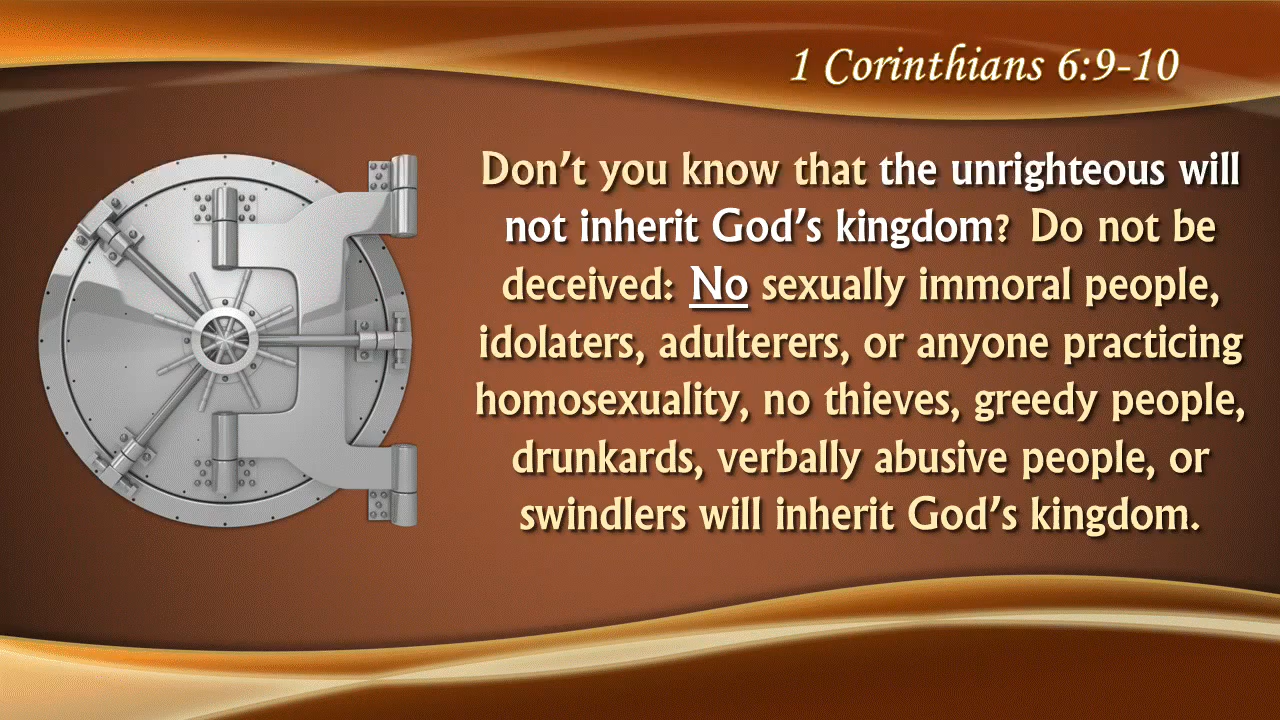 1 Corinthians 6:9-10
Don’t you know that the unrighteous will
not inherit God’s kingdom? Do not be
deceived: No sexually immoral people,
idolaters, adulterers, or anyone practicing
homosexuality, no thieves, greedy people,
drunkards, verbally abusive people, or
swindlers will inherit God’s kingdom.